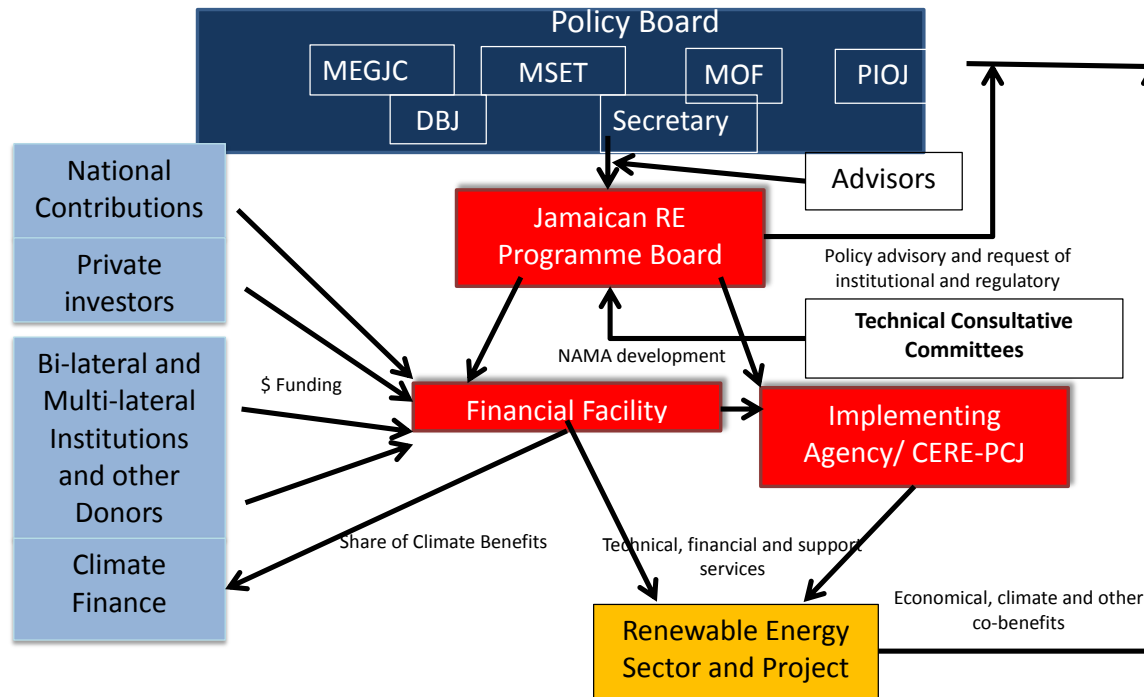 Policy Board
MEGJC
MSET
MOF
PIOJ
DBJ
Secretary
National
Contributions
Advisors
Jamaican RE
Programme Board
Private
investors
Policy advisory and request of
institutional and regulatory
Technical Consultative
Committees
NAMA development
Bi-lateral and
Multi-lateral
Institutions
and other
Donors
$ Funding
Financial Facility
Implementing
Agency/ CERE-PCJ
Climate
Finance
Share of Climate Benefits
Technical, financial and support
services
Economical, climate and other
co-benefits
Renewable Energy
Sector and Project